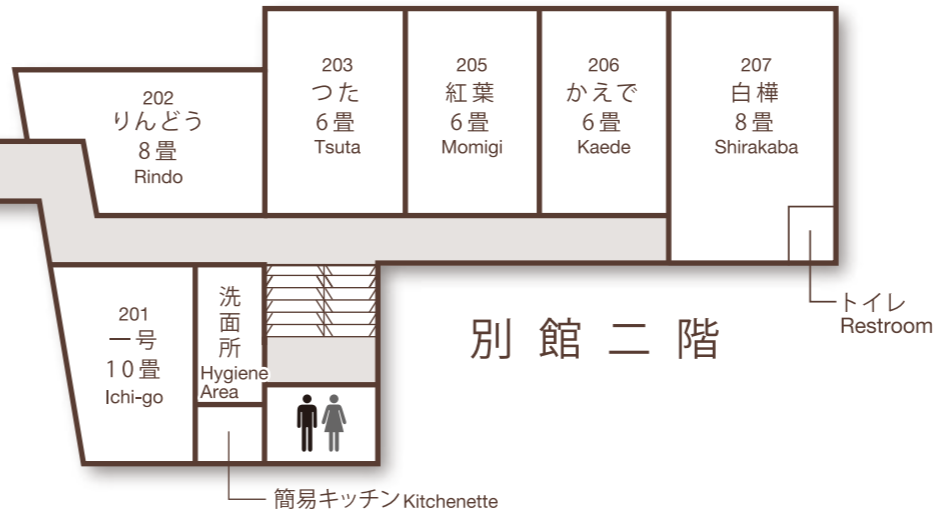 202
りんどう
8畳
Rindo
203
つた
6畳
Tsuta
205
紅葉
6畳
Momigi
206
かえで
6畳
Kaede
207
白樺
8畳
Shirakaba
201
一号
10畳
Ichi-go
洗面所
Hygiene
Area
別館二階
トイレ
Restroom
簡易キッチン Kitchenette